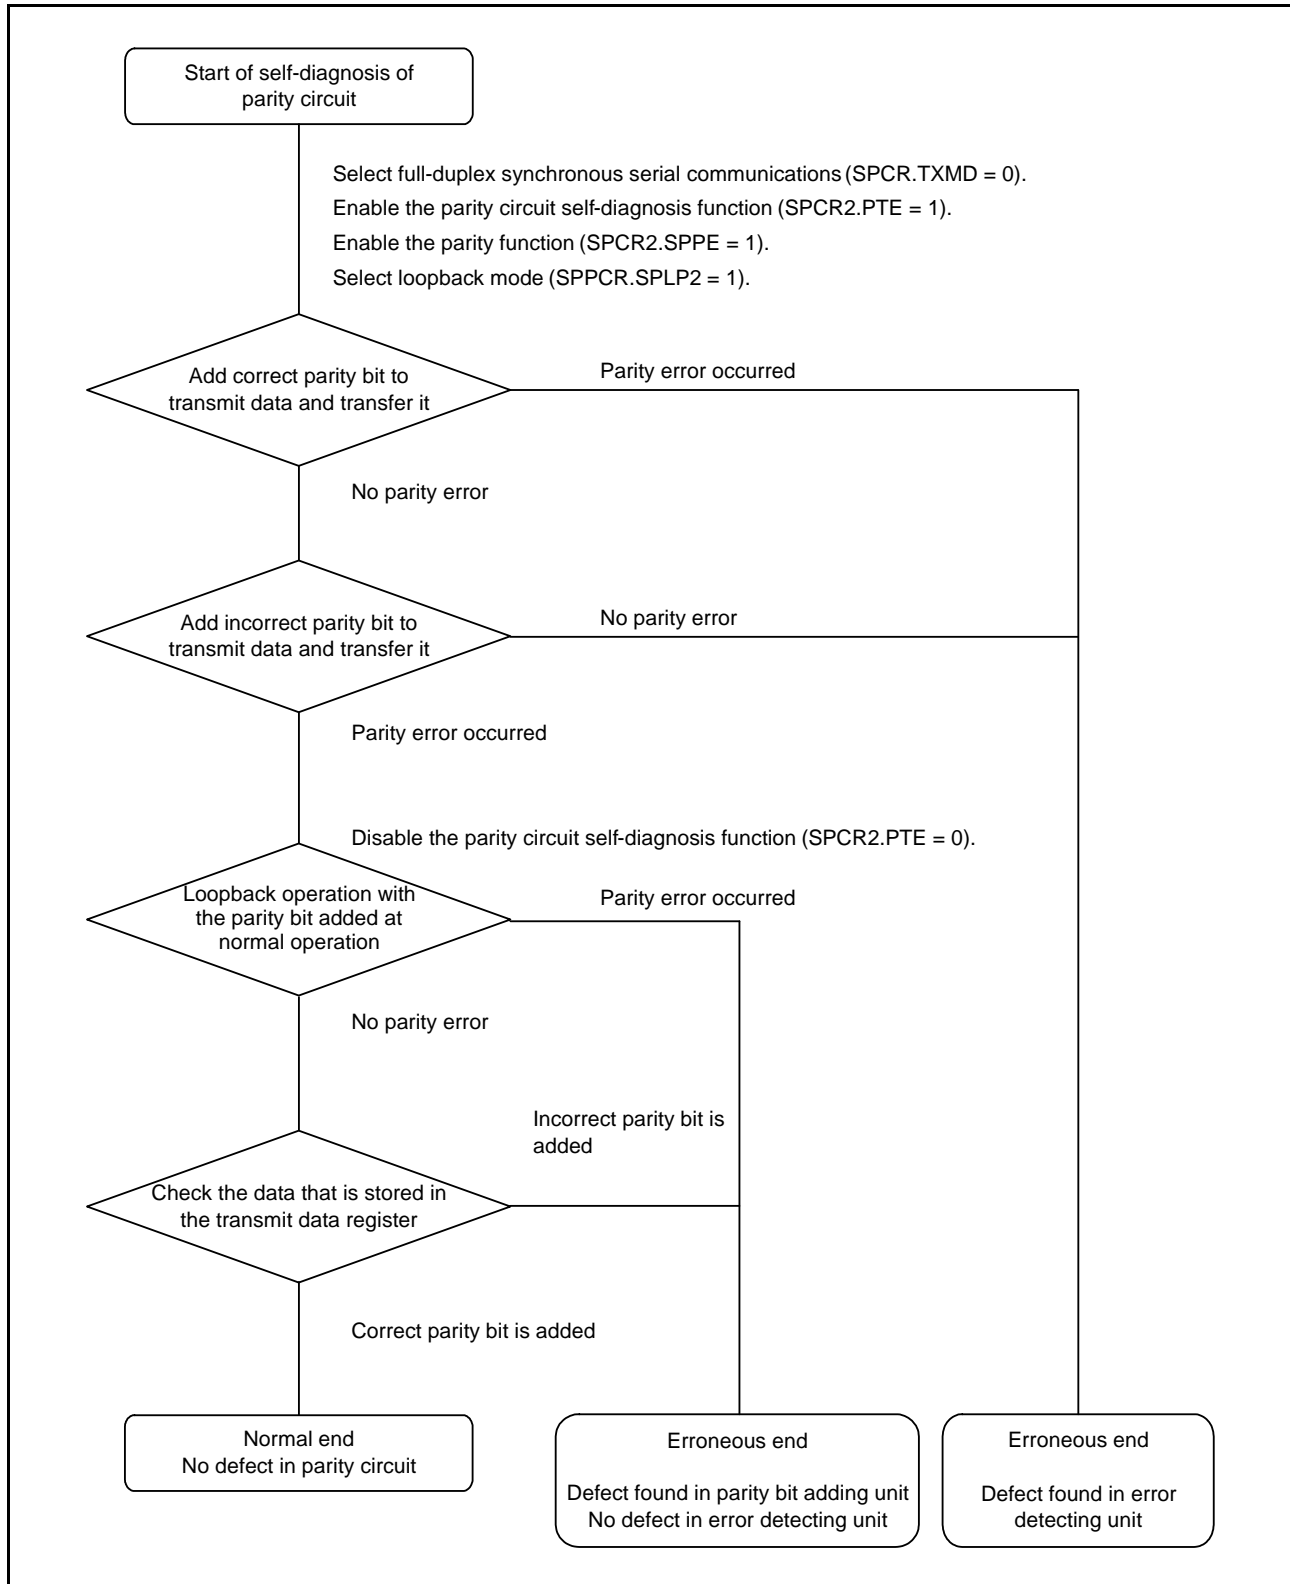 Start of self-diagnosis of
parity circuit
Select full-duplex synchronous serial communications (SPCR.TXMD = 0).
Enable the parity circuit self-diagnosis function (SPCR2.PTE = 1).
Enable the parity function (SPCR2.SPPE = 1).
Select loopback mode (SPPCR.SPLP2 = 1).
Add correct parity bit to
transmit data and transfer it
Parity error occurred
No parity error
Add incorrect parity bit to
transmit data and transfer it
No parity error
Parity error occurred
Disable the parity circuit self-diagnosis function (SPCR2.PTE = 0).
Loopback operation with
the parity bit added at
normal operation
Parity error occurred
No parity error
Incorrect parity bit is
added
Check the data that is stored in
the transmit data register
Correct parity bit is added
Normal end
No defect in parity circuit
Erroneous end
Defect found in parity bit adding unit
No defect in error detecting unit
Erroneous end
Defect found in error
detecting unit